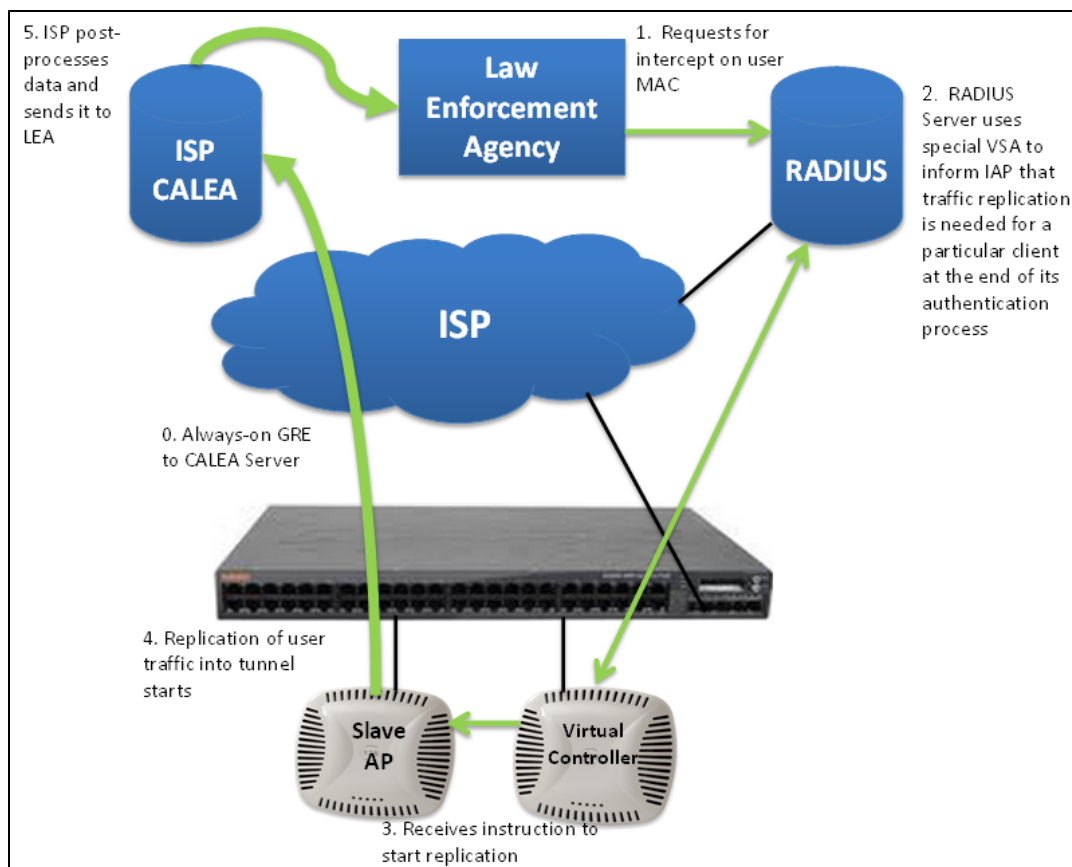 5. ISP post-
processes
data and
sends it to
LEA
Law
Enforcement
Agency
1. Requests for
intercept on user
MAC
ISP
CALEA
RADIUS
2. RADIUS
Server uses
special VSA to
inform IAP that
traffic replication
is needed for a
particular client
at the end of its
authentication
process
ISP
0. Always-on GRE
to CALEA Server
4. Replication of user
traffic into tunnel
starts
Slave
AP
Virtual
Controller
3. Receives instruction to
start replication